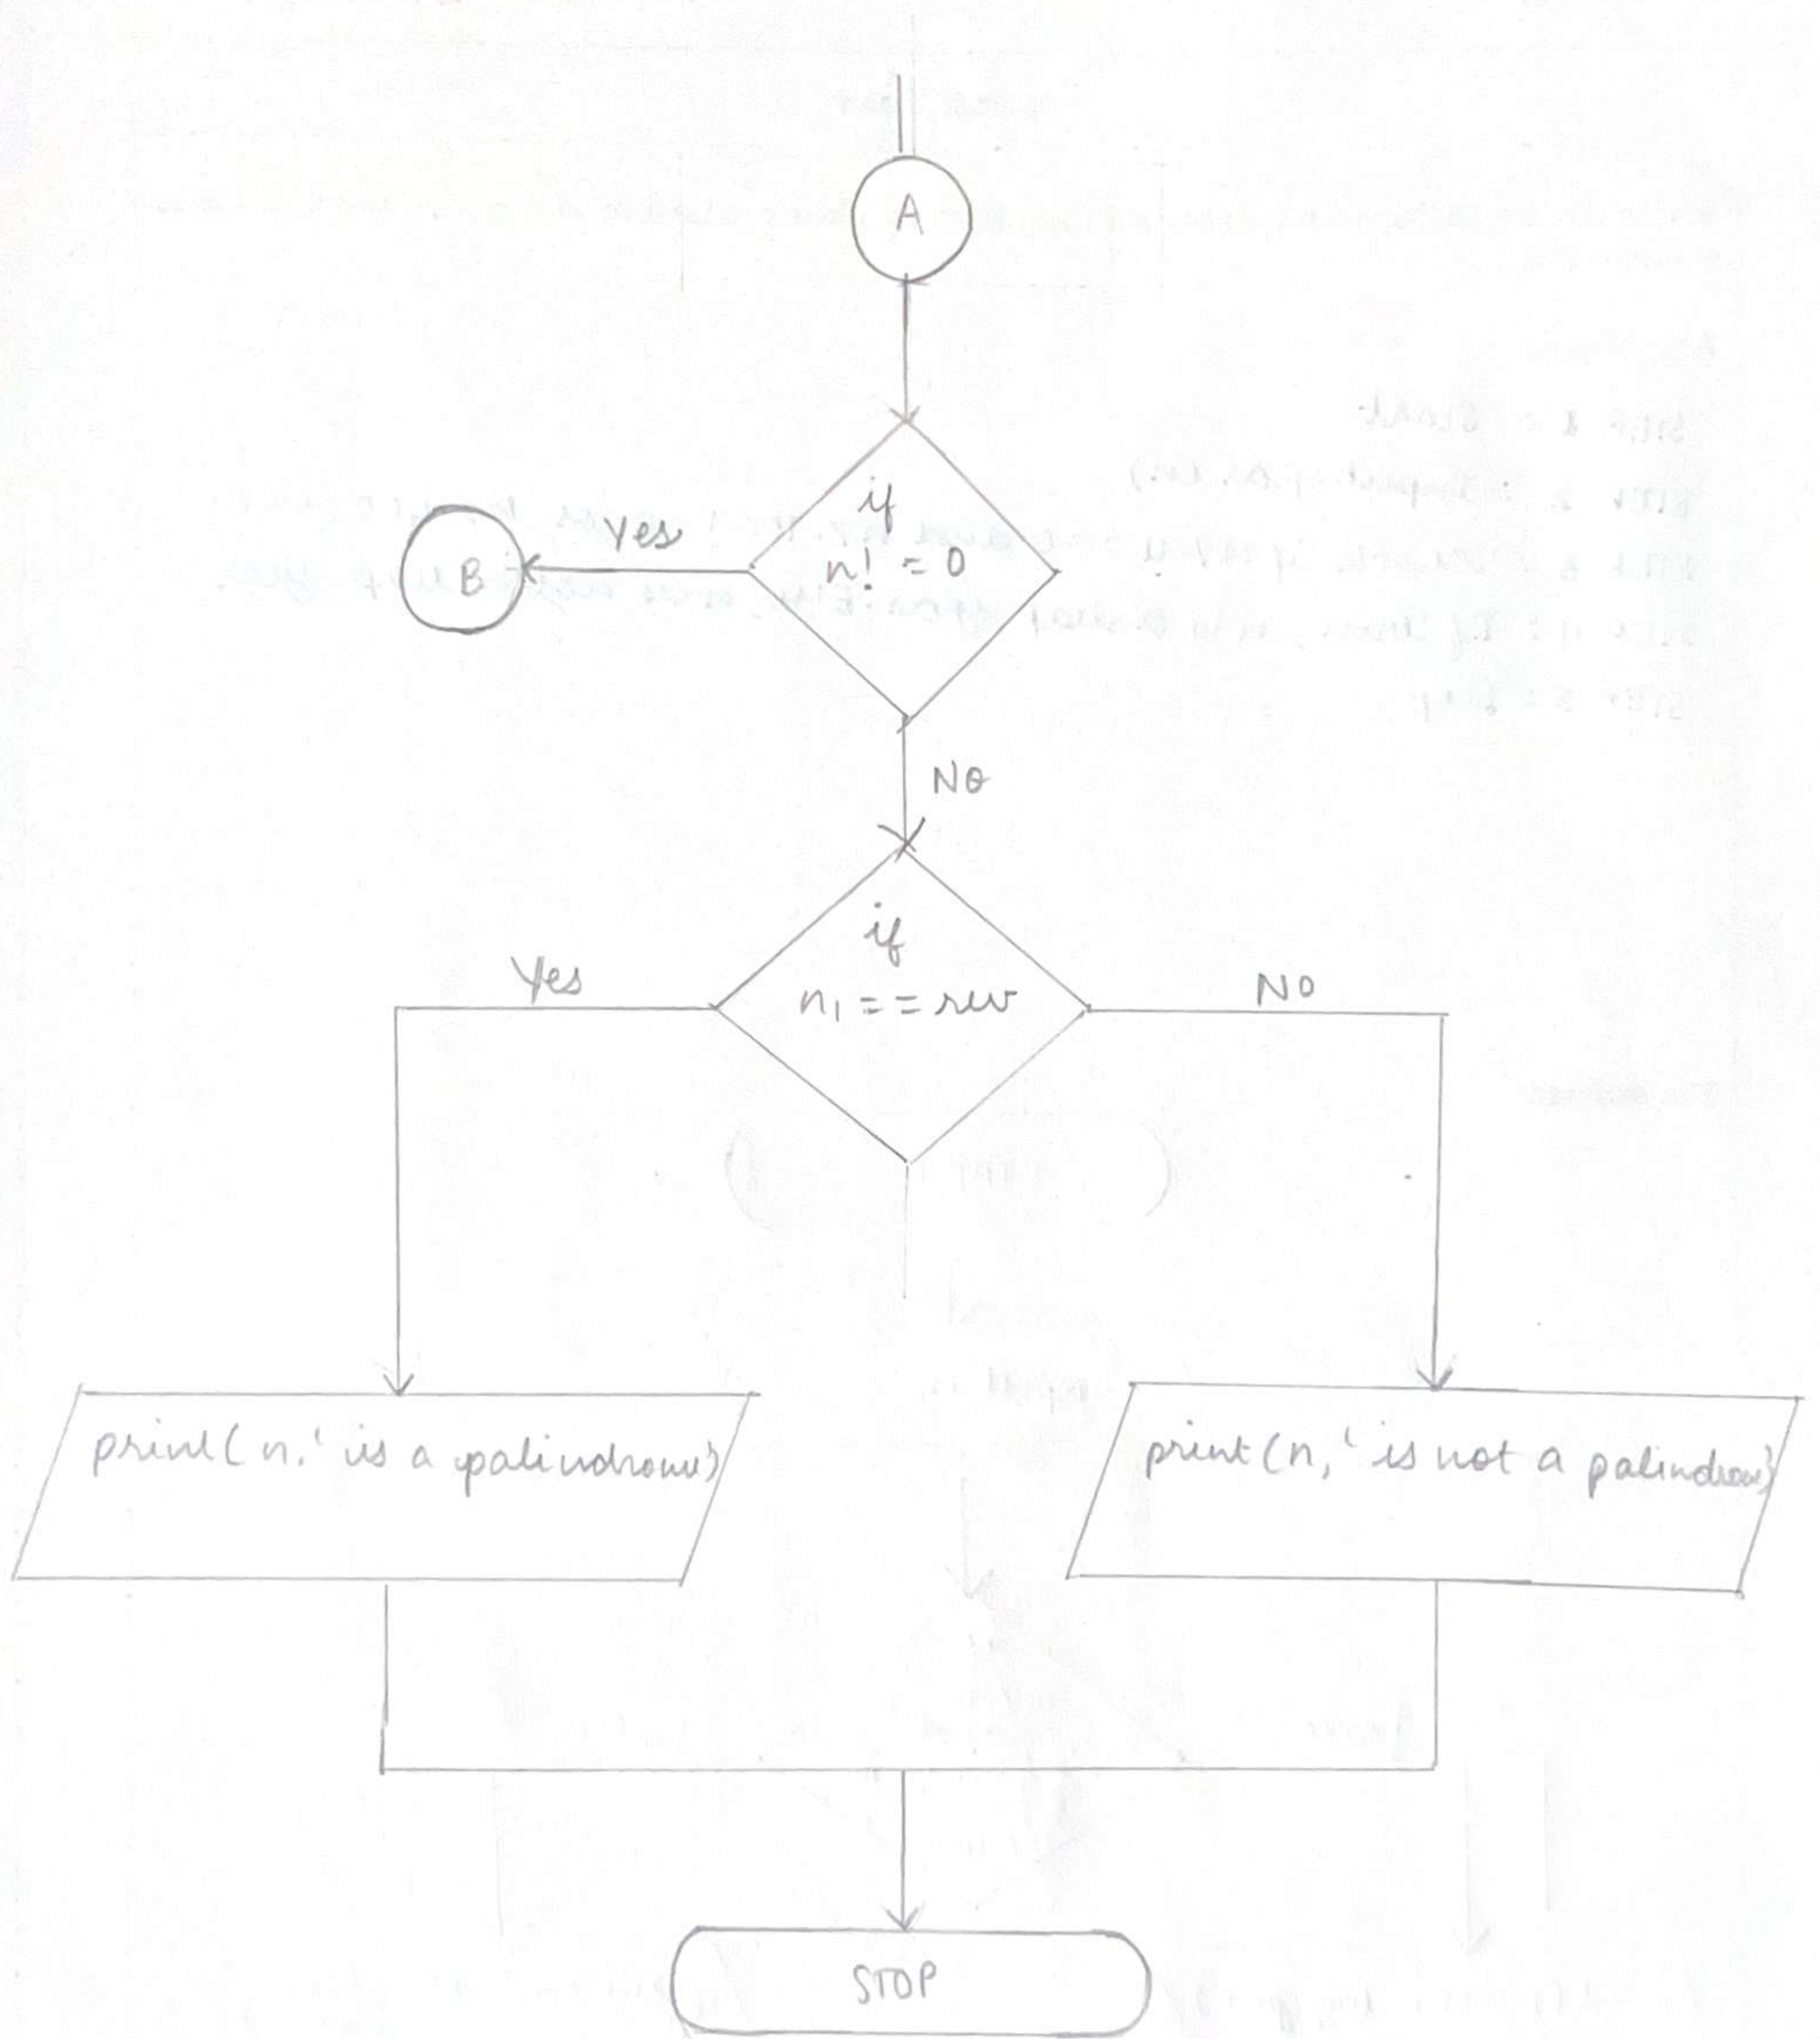 A
if
n! = 0
Yes
B
NO
if
n1 == rev
Yes
NO
print(n,' is a palindrome')
print(n,' is not a palindrome')
STOP